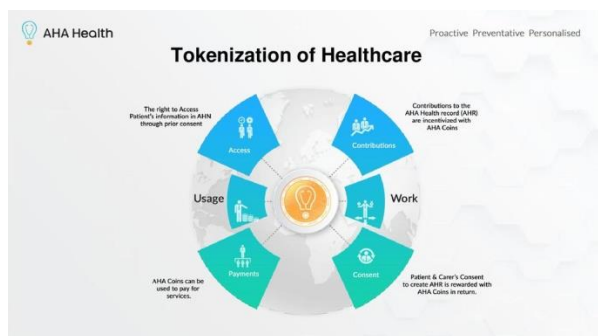 AHA Health
Proactive Preventative Personalised
Tokenization of Healthcare
The right to Access
Patient's information in AHN
through prior consent
Contributions to the
AHA Health record (AHR)
are incentivized with
AHA Coins
Access
Contributions
Usage
Work
Payments
Consent
AHA Coins can be
used to pay for
services.
Patient & Carer's Consent
to create AHR is rewarded with
AHA Coins in return.